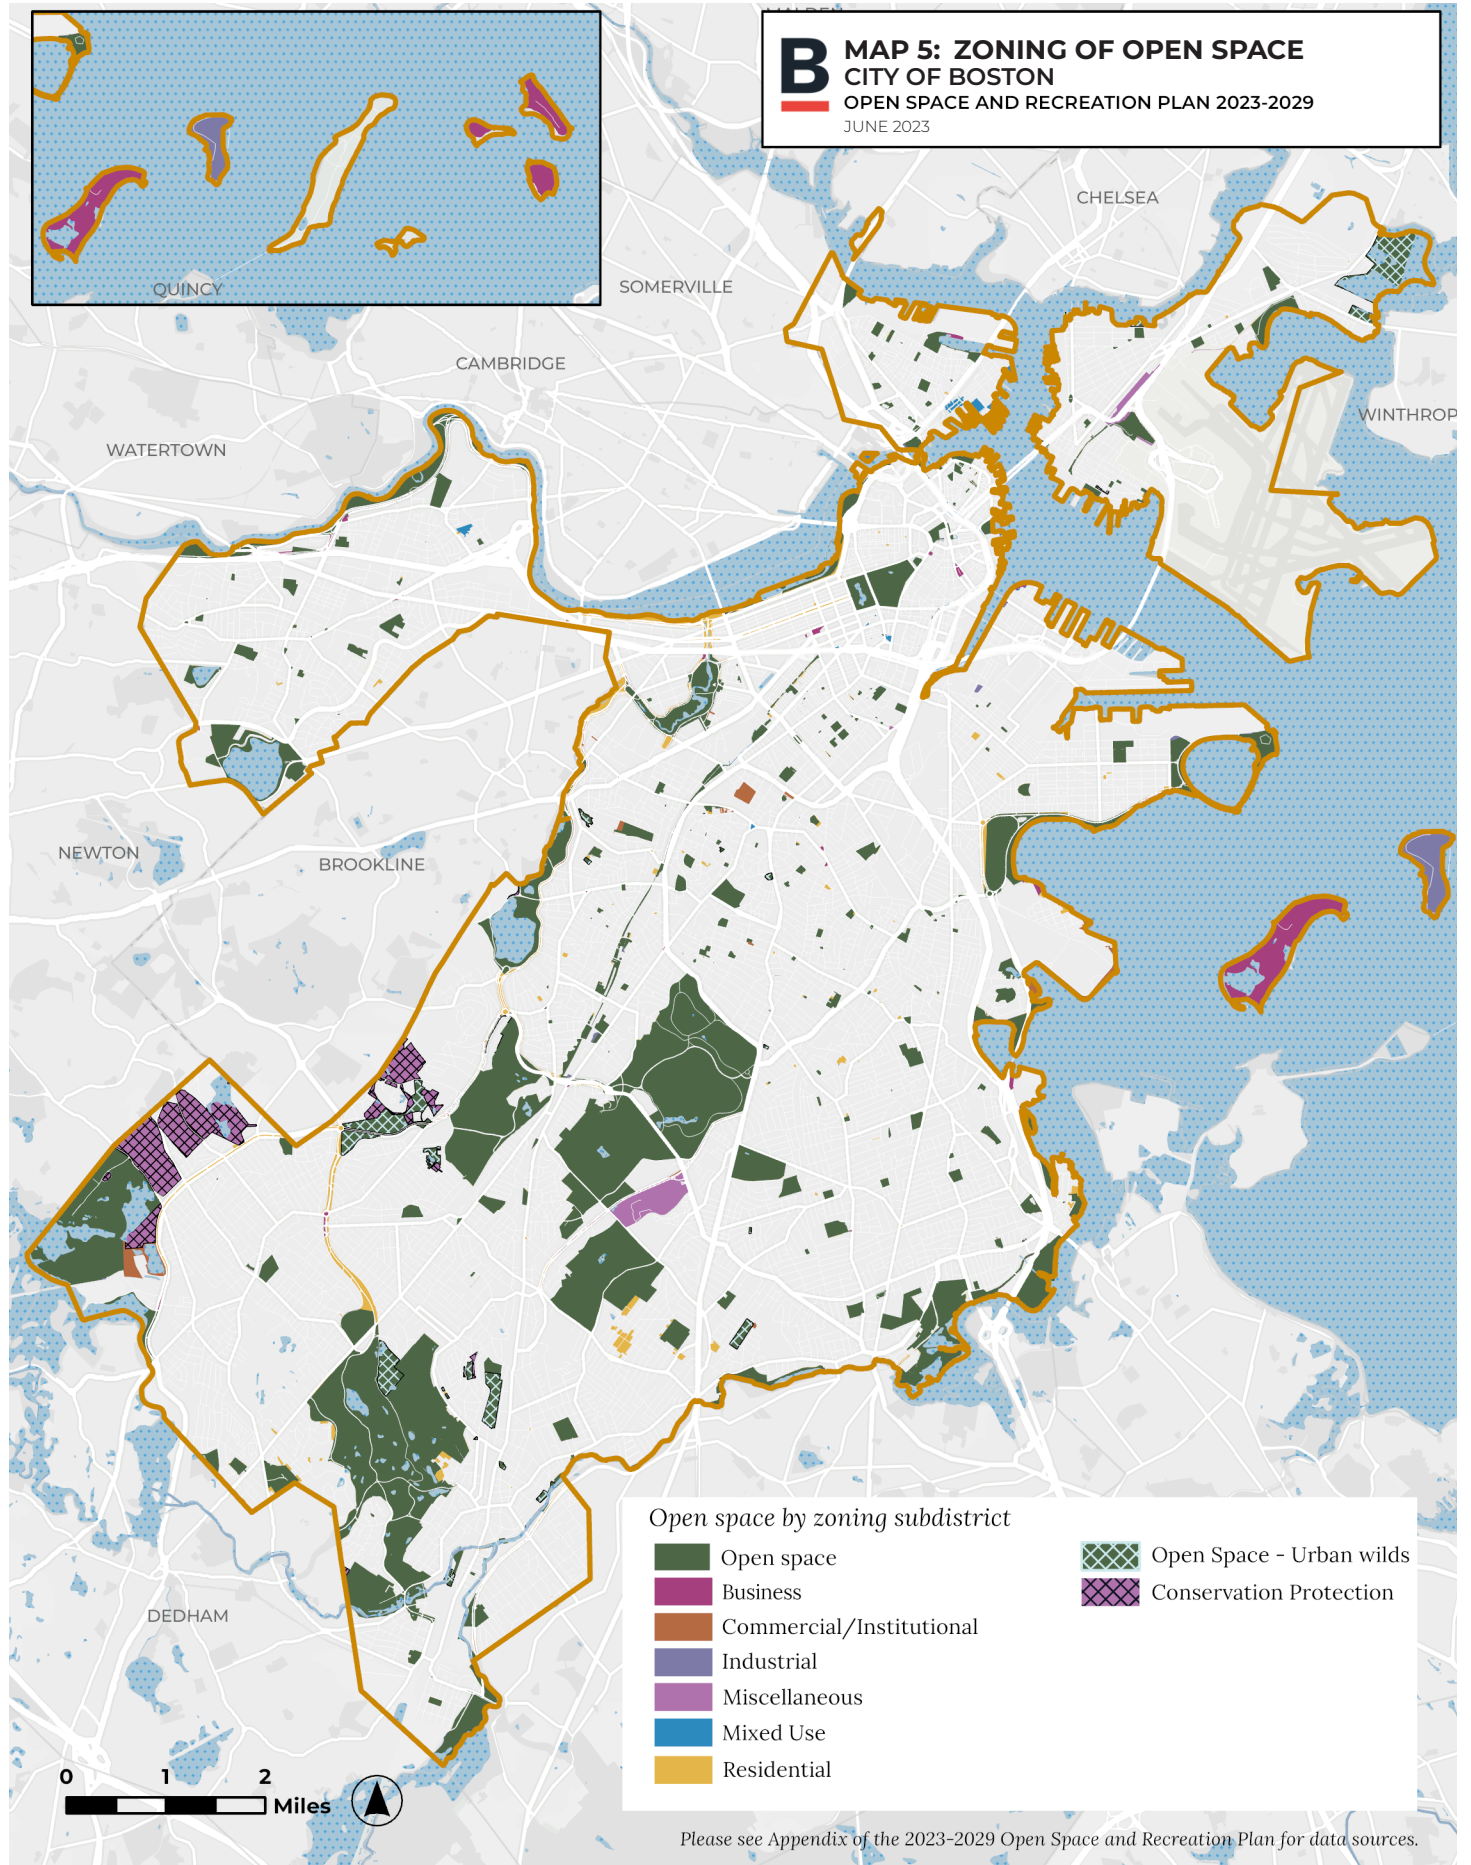 MALDEN
B
MAP 5: ZONING OF OPEN SPACE
CITY OF BOSTON
OPEN SPACE AND RECREATION PLAN 2023-2029
JUNE 2023
CHELSEA
QUINCY
SOMERVILLE
CAMBRIDGE
WINTHROP
WATERTOWN
NEWTON
BROOKLINE
DEDHAM
Open space by zoning subdistrict
Open space
Business
Commercial/Institutional
Industrial
Miscellaneous
Mixed Use
Residential
Open Space - Urban wilds
Conservation Protection
0 1 2
Miles
Please see Appendix of the 2023-2029 Open Space and Recreation Plan for data sources.